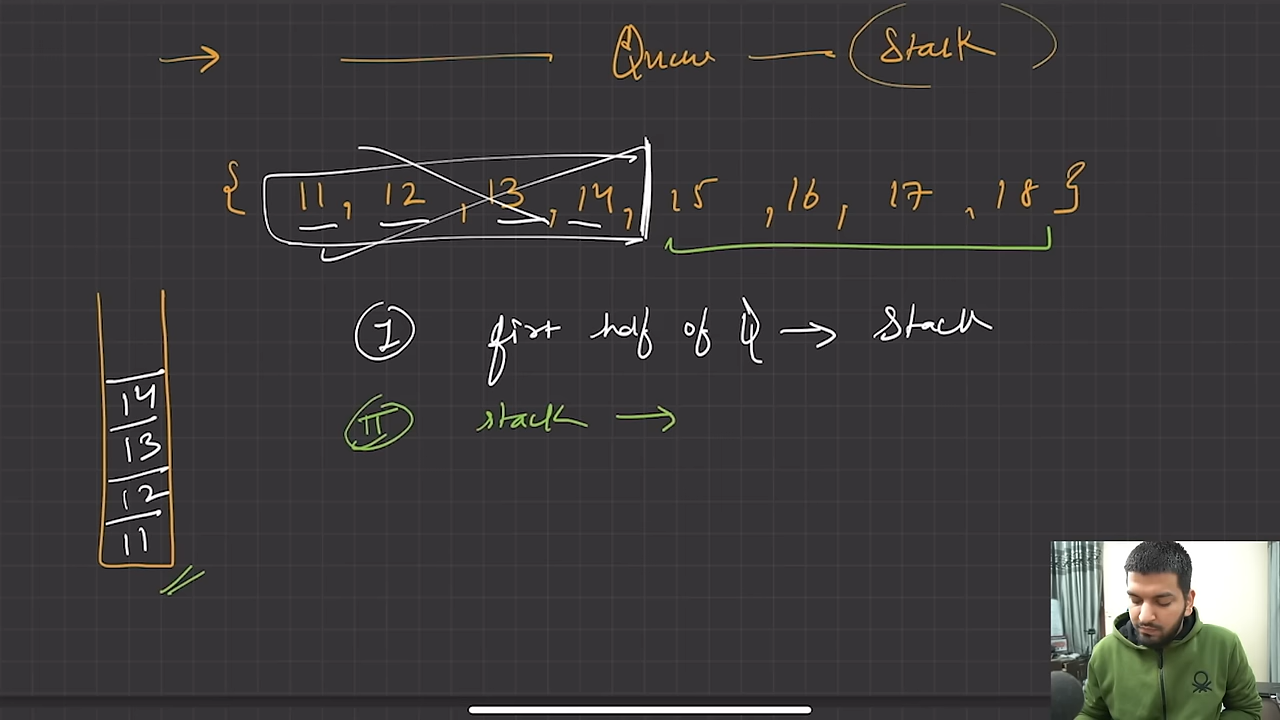 → Queue — Stack
{ 11, 12, 13, 14, 15, 16, 17, 18 }
I first half of Q → Stack
II stack →
14
13
12
11